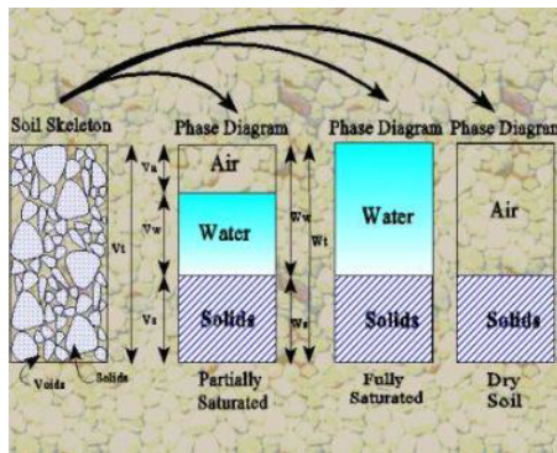 Soil Skeleton
Phase Diagram
Phase Diagram
Phase Diagram
Va
Vw
Vs
Vt
Air
Water
Solids
Ww
Ws
Wt
Water
Solids
Air
Solids
Voids
Solids
Partially
Saturated
Fully
Saturated
Dry
Soil